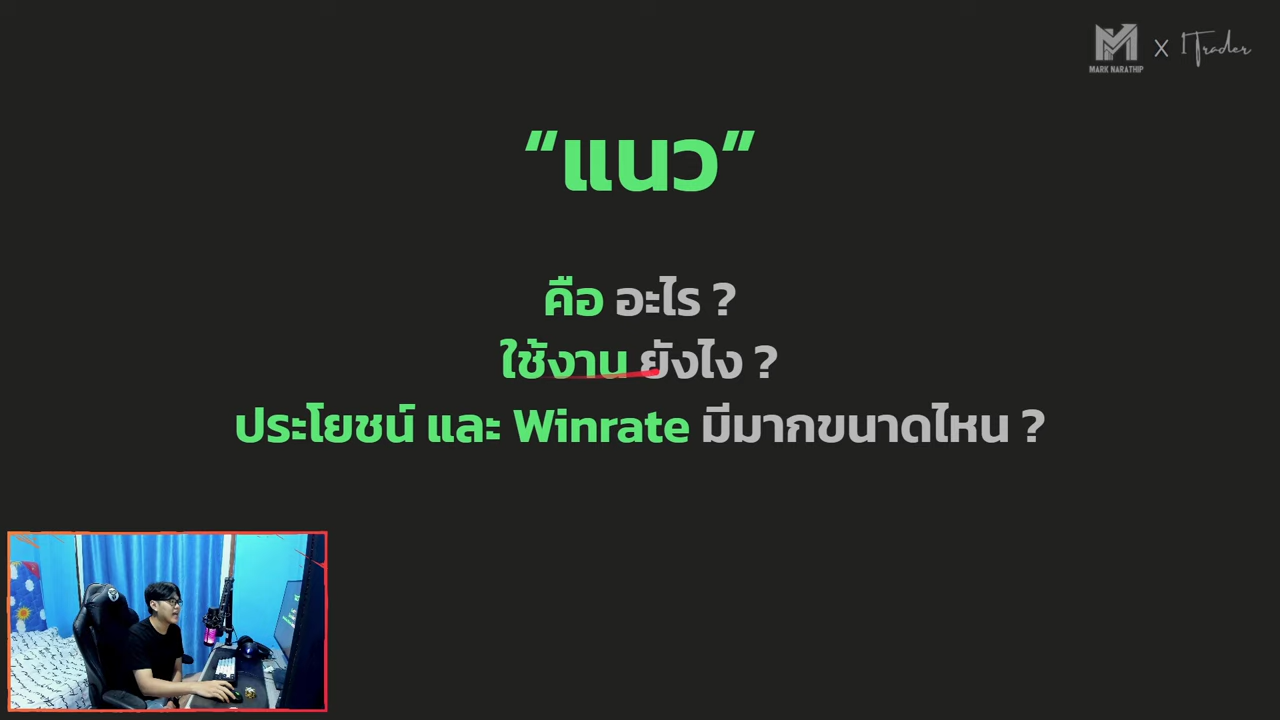 MARK NARATHIP X 1Trader
“แนว”
คือ อะไร ?
ใช้งาน ยังไง ?
ประโยชน์ และ Winrate มีมากขนาดไหน ?